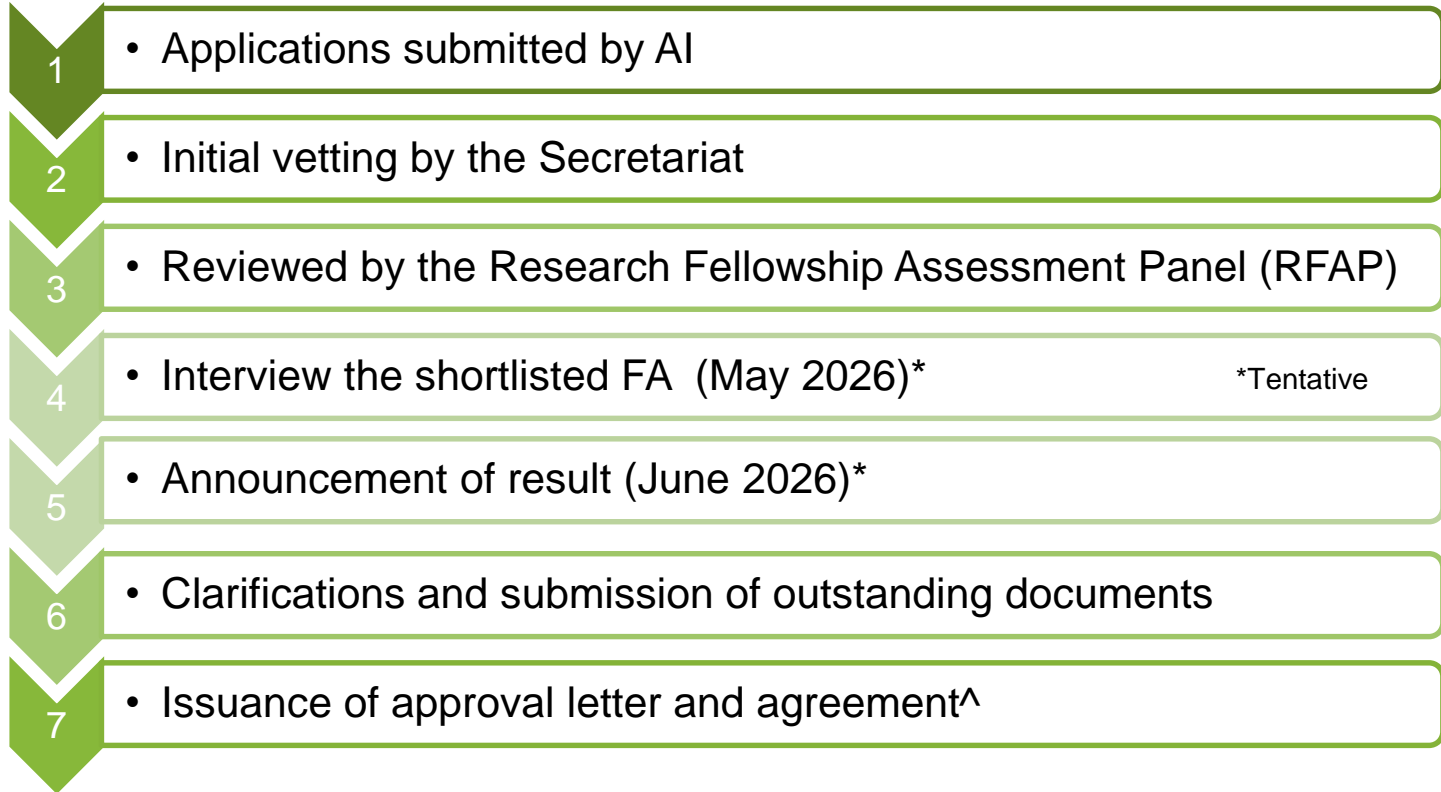 1
• Applications submitted by AI
2
• Initial vetting by the Secretariat
3
• Reviewed by the Research Fellowship Assessment Panel (RFAP)
4
• Interview the shortlisted FA (May 2026)* *Tentative
5
• Announcement of result (June 2026)*
6
• Clarifications and submission of outstanding documents
7
• Issuance of approval letter and agreement^